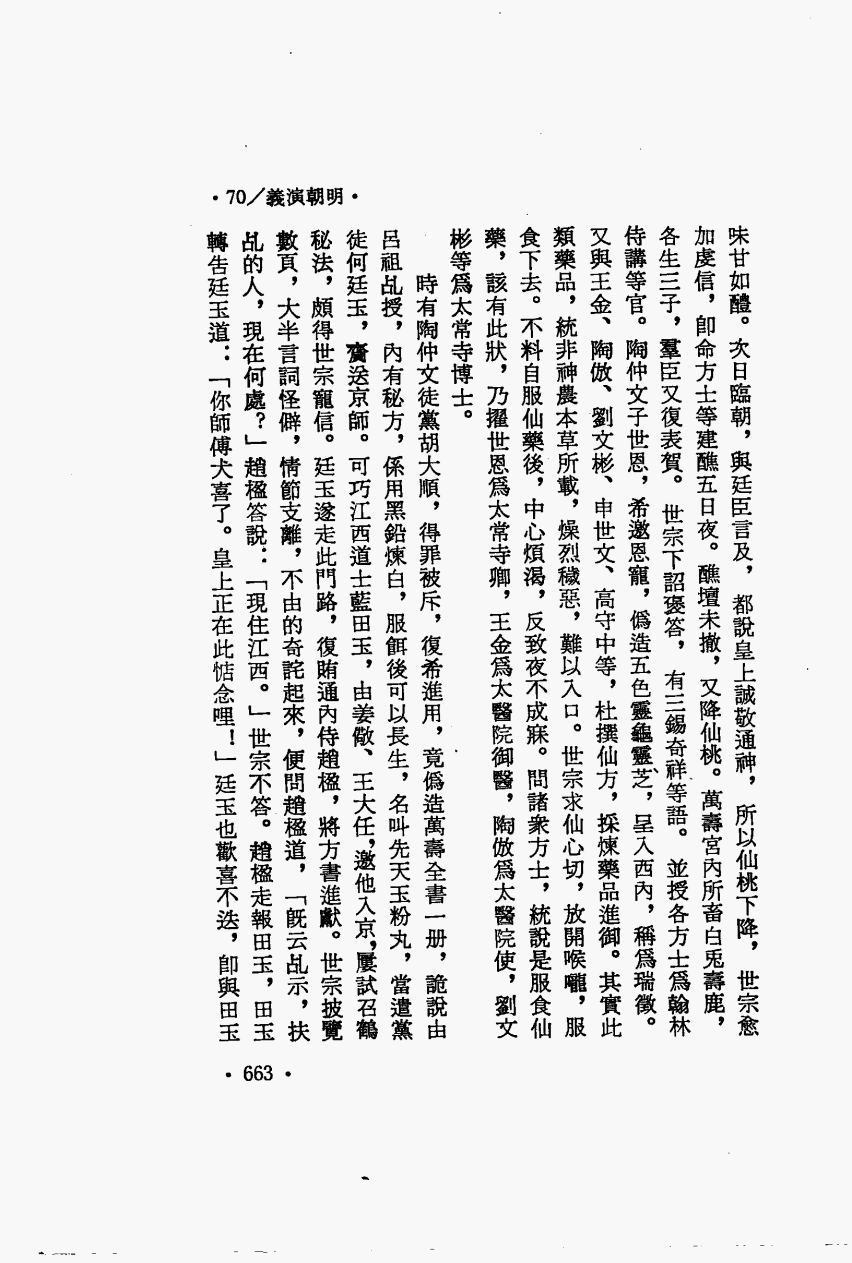 ·70／義演朝明·
味甘如醴。次日臨朝，與廷臣言及，都說皇上誠敬通神，所以仙桃下降，世宗愈
加虔信，卽命方士等建醮五日夜。醮壇未撤，又降仙桃。萬壽宮內所畜白兎壽鹿，
各生三子，羣臣又復表賀。世宗下詔褒答，有三錫奇祥等語。並授各方士爲翰林
侍講等官。陶仲文子世恩，希邀恩寵，僞造五色靈龜靈芝，呈入西內，稱爲瑞徵。
又與王金、陶倣、劉文彬、申世文、高守中等，杜撰仙方，採煉藥品進御。其實此
類藥品，統非神農本草所載，燥烈穢惡，難以入口。世宗求仙心切，放開喉嚨，服
食下去。不料自服仙藥後，中心煩渴，反致夜不成寐。問諸衆方士，統說是服食仙
藥，該有此狀，乃擢世恩爲太常寺卿，王金爲太醫院御醫，陶倣爲太醫院使，劉文
彬等爲太常寺博士。
時有陶仲文徒黨胡大順，得罪被斥，復希進用，竟僞造萬壽全書一册，詭說由
呂祖乩授，內有秘方，係用黑鉛煉白，服餌後可以長生，名叫先天玉粉丸，當遣黨
徒何廷玉，齎送京師。可巧江西道士藍田玉，由姜儆、王大任，邀他入京，屢試召鶴
秘法，頗得世宗寵信。廷玉遂走此門路，復賄通內侍趙楹，將方書進獻。世宗披覽
數頁，大半言詞怪僻，情節支離，不由的奇詫起來，便問趙楹道，「旣云乩示，扶
乩的人，現在何處？」趙楹答說：「現住江西。」世宗不答。趙楹走報田玉，田玉
轉告廷玉道：「你師傅大喜了。皇上正在此惦念哩！」廷玉也歡喜不迭，卽與田玉
·663·